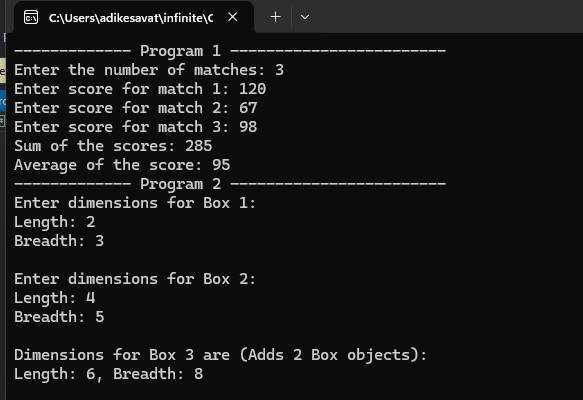 C:\Users\adikesavat\infinite\C
------------- Program 1 ------------------------
Enter the number of matches: 3
Enter score for match 1: 120
Enter score for match 2: 67
Enter score for match 3: 98
Sum of the scores: 285
Average of the score: 95
------------- Program 2 ------------------------
Enter dimensions for Box 1:
Length: 2
Breadth: 3
Enter dimensions for Box 2:
Length: 4
Breadth: 5
Dimensions for Box 3 are (Adds 2 Box objects):
Length: 6, Breadth: 8